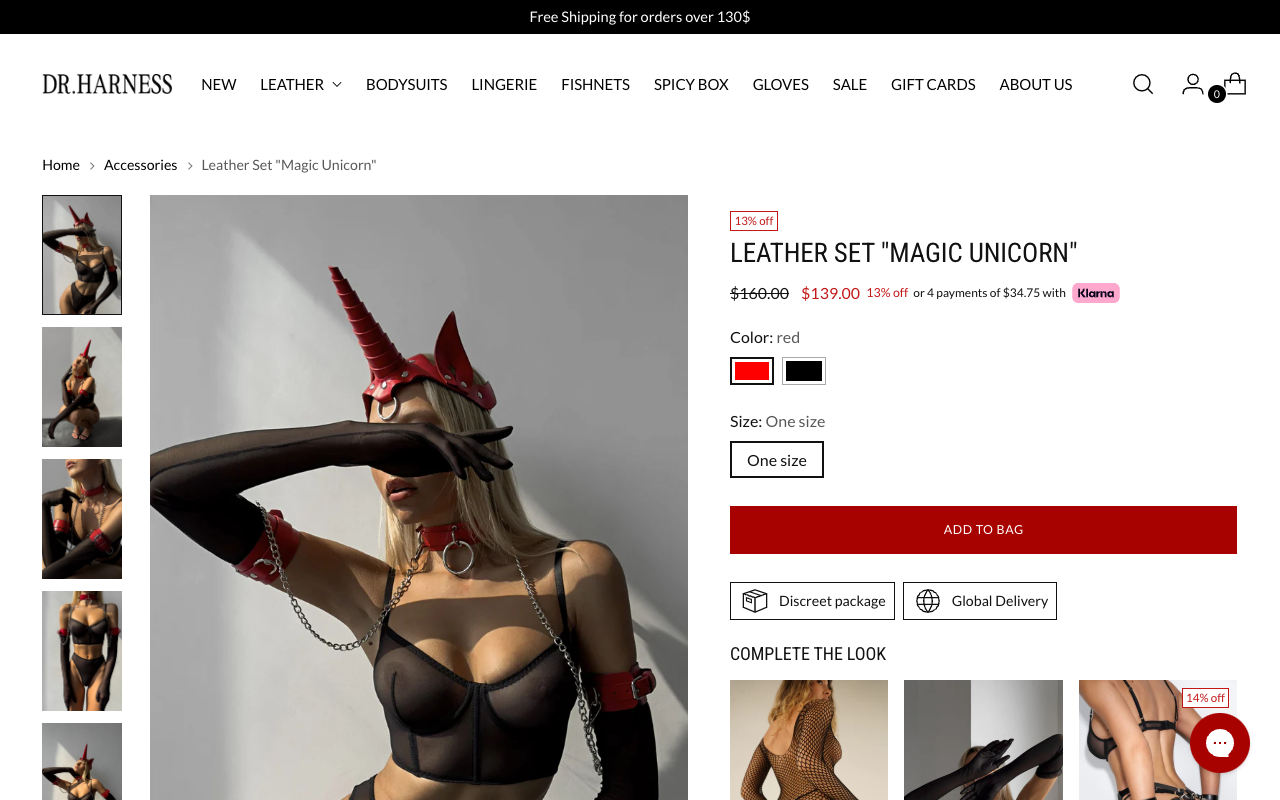 Free Shipping for orders over 130$
DR.HARNESS
NEW
LEATHER
BODYSUITS
LINGERIE
FISHNETS
SPICY BOX
GLOVES
SALE
GIFT CARDS
ABOUT US
0
Home
Accessories
Leather Set "Magic Unicorn"
13% off
LEATHER SET "MAGIC UNICORN"
$160.00 $139.00 13% off or 4 payments of $34.75 with Klarna
Color: red
Size: One size
One size
ADD TO BAG
Discreet package
Global Delivery
COMPLETE THE LOOK
14% off